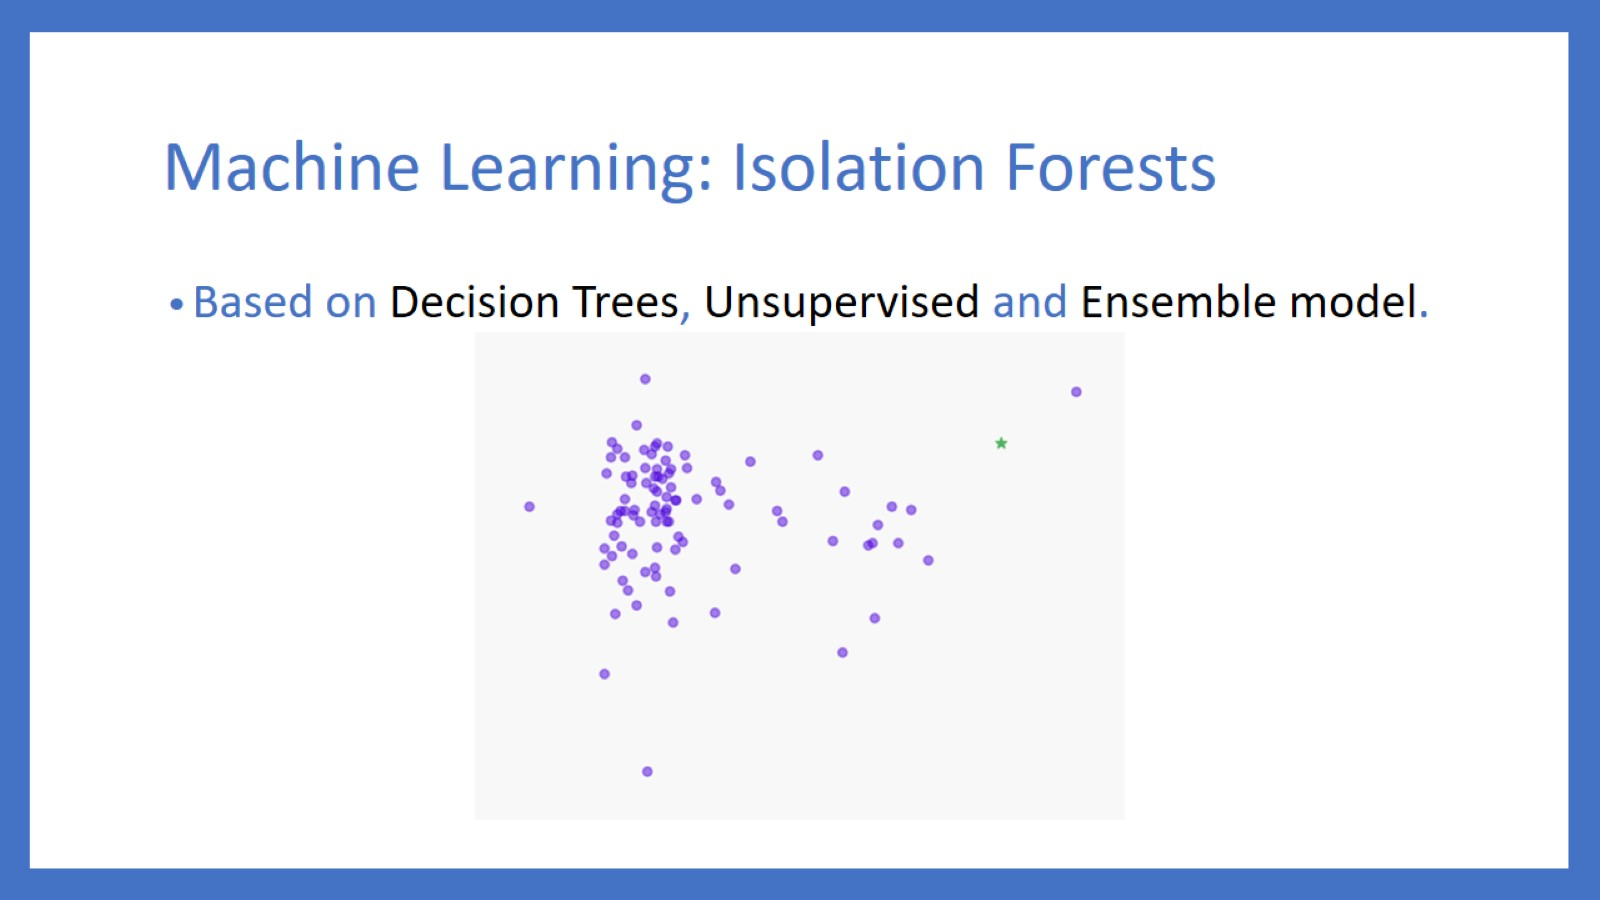 Machine Learning: Isolation Forests
• Based on Decision Trees, Unsupervised and Ensemble model.